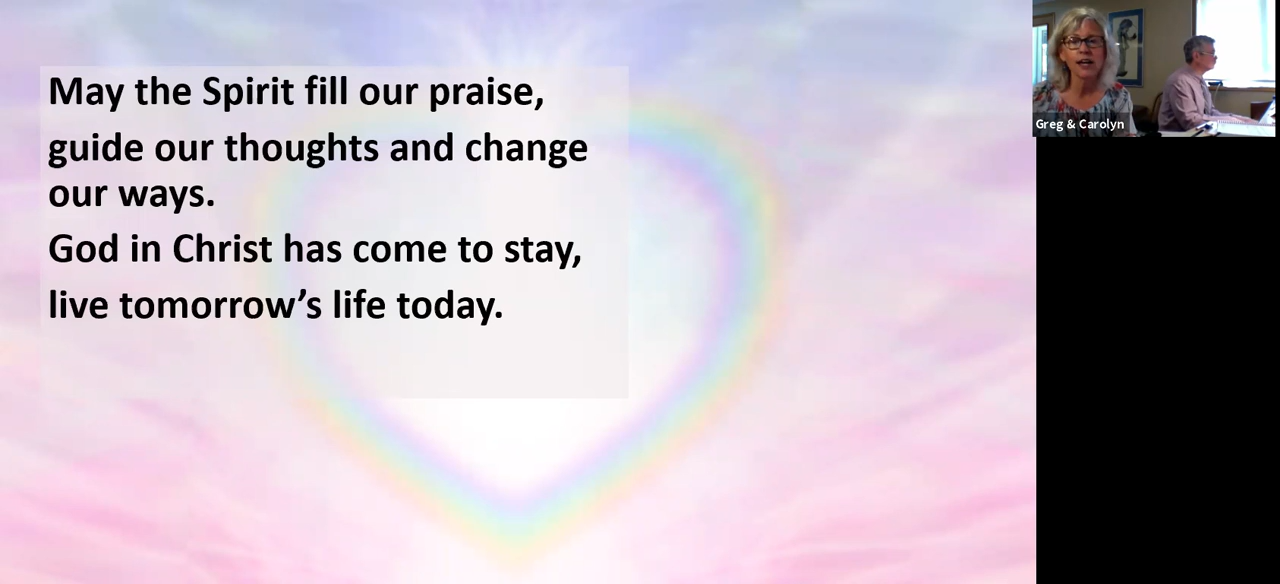 May the Spirit fill our praise,
guide our thoughts and change
our ways.
God in Christ has come to stay,
live tomorrow’s life today.
Greg & Carolyn